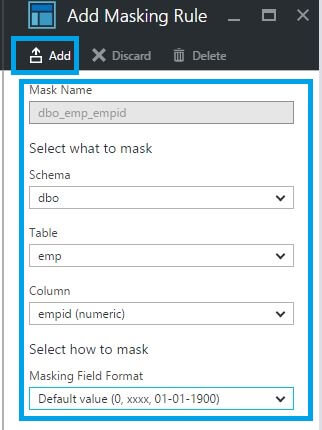 Add Masking Rule
Add Discard Delete
Mask Name
dbo_emp_empid
Select what to mask
Schema
dbo
Table
emp
Column
empid (numeric)
Select how to mask
Masking Field Format
Default value (0, xxxx, 01-01-1900)